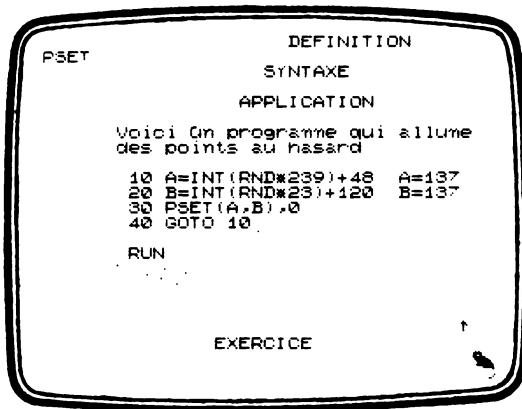 PSET
DEFINITION
SYNTAXE
APPLICATION
Voici un programme qui allume
des points au hasard
10 A=INT(RND*239)+48 A=137
20 B=INT(RND*23)+120 B=137
30 PSET(A,B),0
40 GOTO 10
RUN
EXERCICE